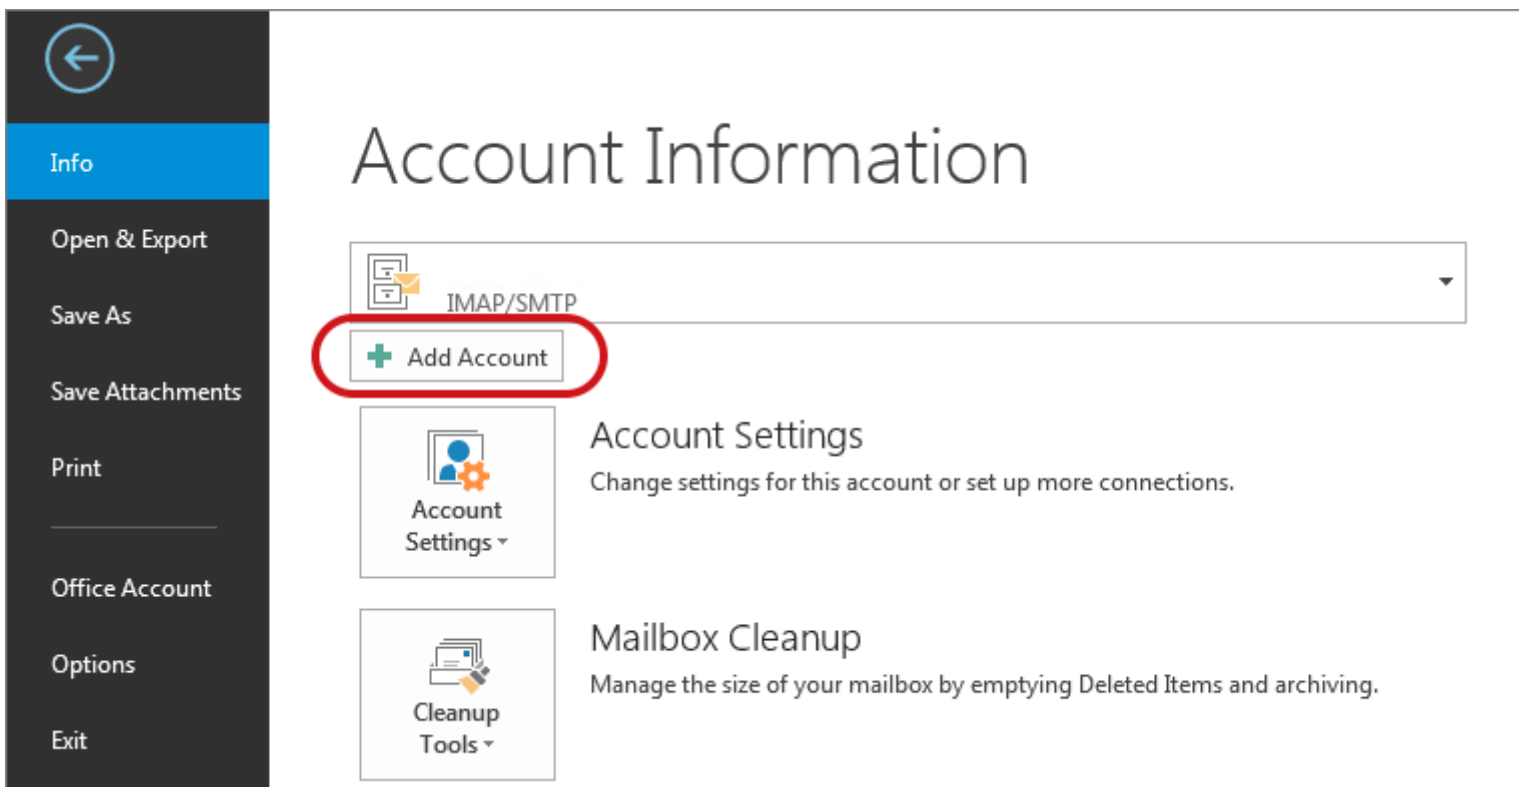 Info
Open & Export
Save As
Save Attachments
Print
Office Account
Options
Exit
Account Information
IMAP/SMTP
Add Account
Account
Settings
Account Settings
Change settings for this account or set up more connections.
Cleanup
Tools
Mailbox Cleanup
Manage the size of your mailbox by emptying Deleted Items and archiving.